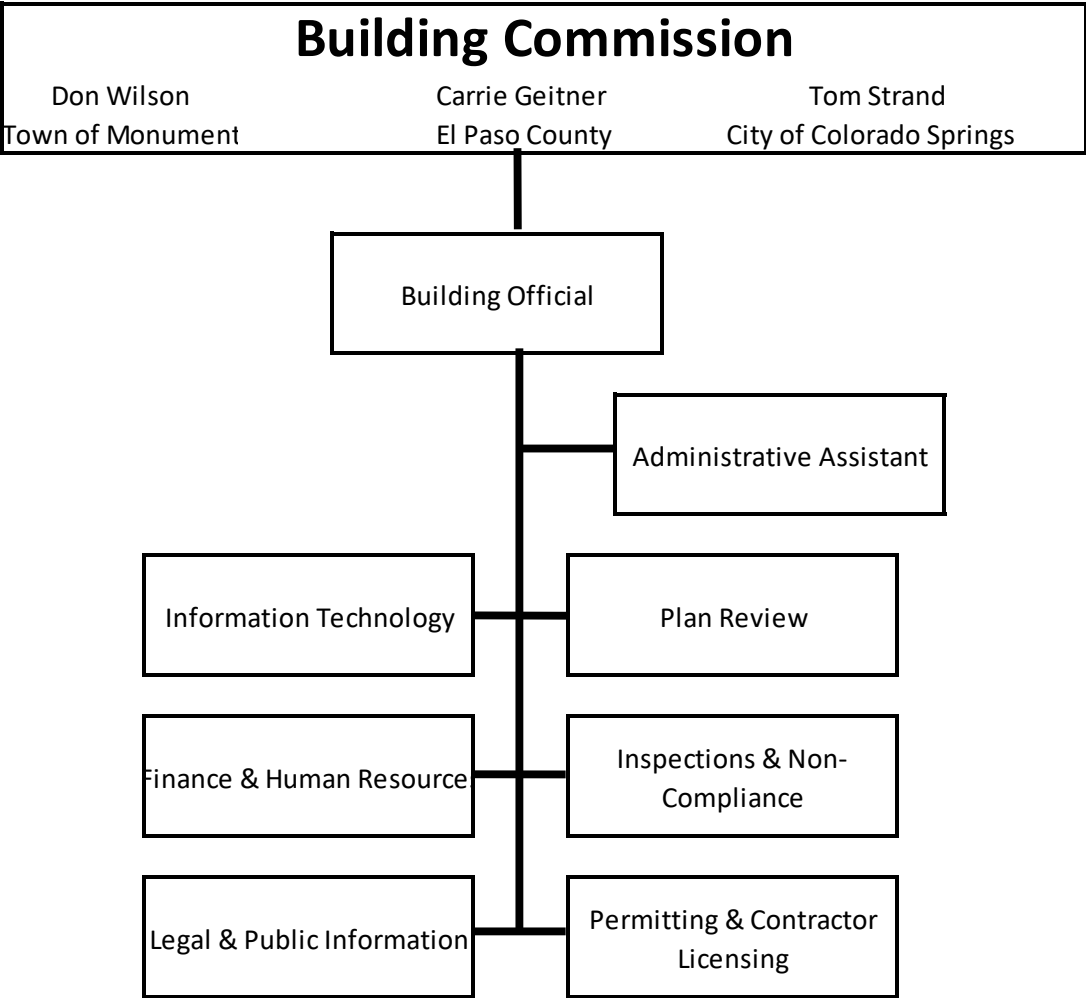 Building Commission
Don Wilson Carrie Geitner Tom Strand
Town of Monument El Paso County City of Colorado Springs
Building Official
Administrative Assistant
Information Technology
Plan Review
Finance & Human Resource
Inspections & Non-
Compliance
Legal & Public Information
Permitting & Contractor
Licensing